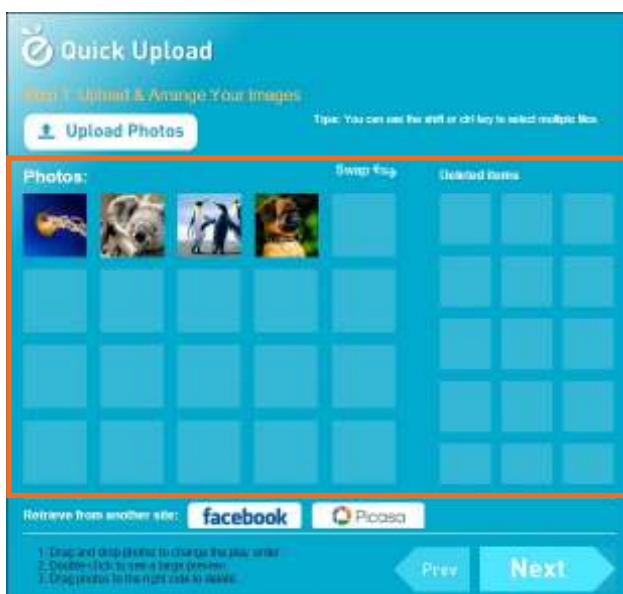 Quick Upload
Step 1. Upload & Arrange Your Images
Upload Photos
Tips: You can use the shift or ctrl key to select multiple files.
Photos:
Swap
Deleted items
Retrieve from another site:
facebook
Picasa
1. Drag and drop photos to change the play order.
2. Double-click to see a large preview.
3. Drag photos to the right side to delete.
Prev
Next